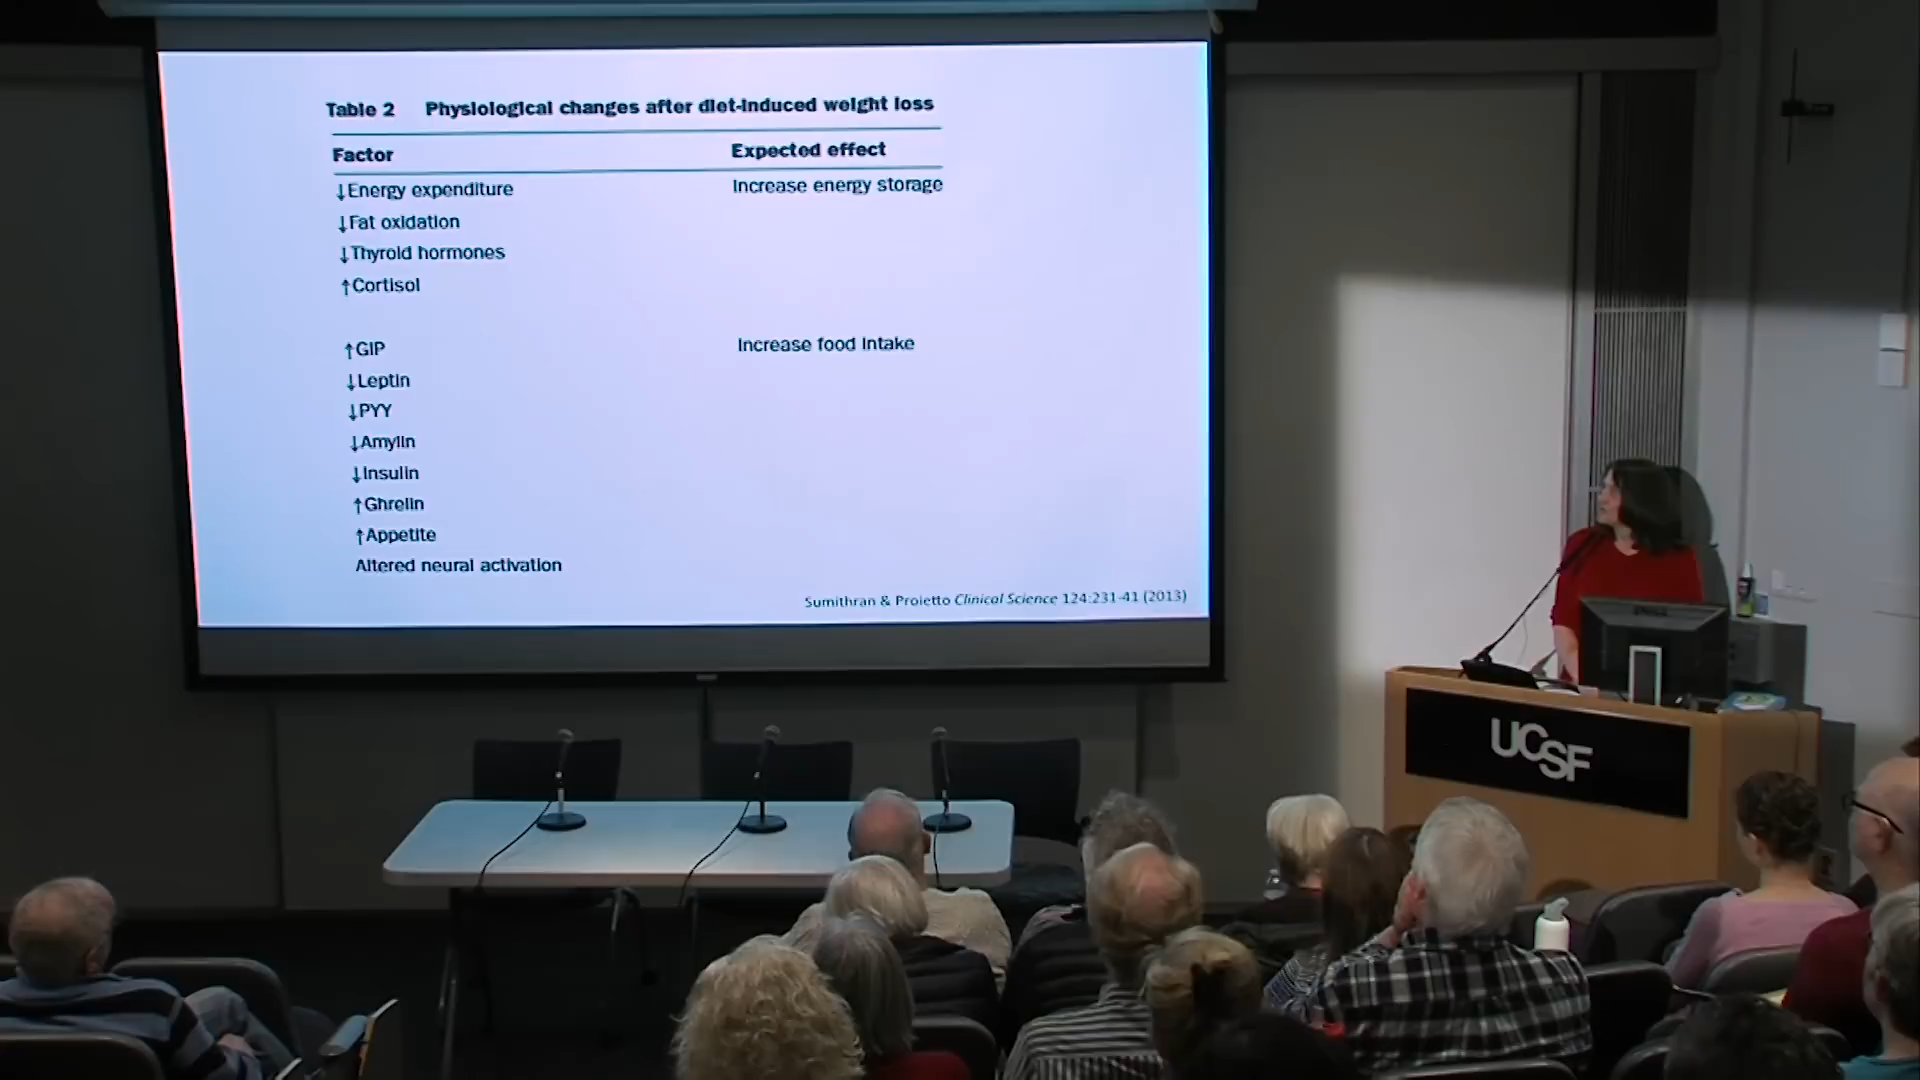 Table 2 Physiological changes after diet-induced weight loss
Factor Expected effect
↓Energy expenditure Increase energy storage
↓Fat oxidation
↓Thyroid hormones
↑Cortisol
↑GIP Increase food intake
↓Leptin
↓PYY
↓Amylin
↓Insulin
↑Ghrelin
↑Appetite
Altered neural activation
Sumithran & Proietto Clinical Science 124:231-41 (2013)
UCSF